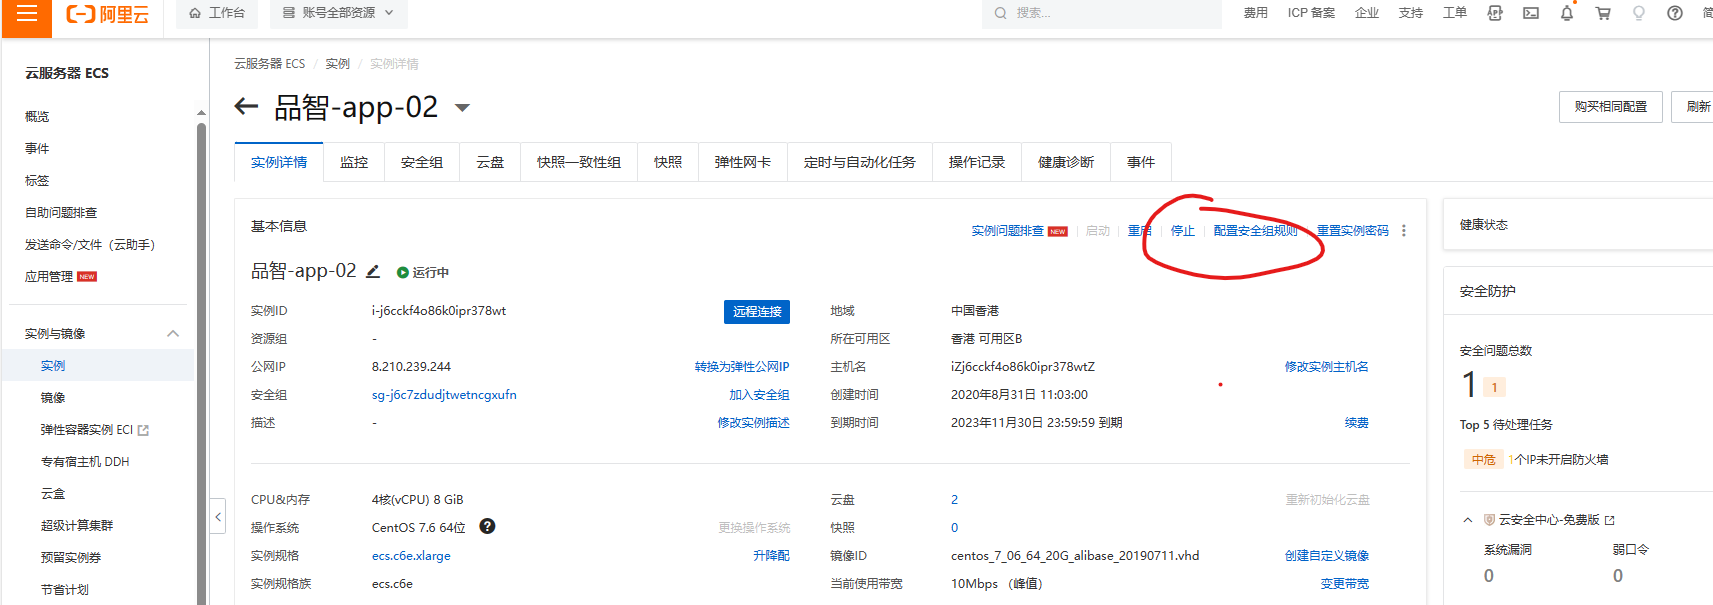 阿里云 工作台 账号全部资源 搜索... 费用 ICP 备案 企业 支持 工单
云服务器 ECS
概览
事件
标签
自助问题排查
发送命令/文件（云助手）
应用管理 NEW
实例与镜像
实例
镜像
弹性容器实例 ECI
专有宿主机 DDH
云盒
超级计算集群
预留实例券
节省计划
云服务器 ECS / 实例 / 实例详情
品智-app-02
购买相同配置 刷新
实例详情 监控 安全组 云盘 快照一致性组 快照 弹性网卡 定时与自动化任务 操作记录 健康诊断 事件
基本信息
实例问题排查 NEW 启动 重启 停止 配置安全组规则 重置实例密码
品智-app-02 运行中
实例ID i-j6cckf4o86k0ipr378wt 远程连接 地域 中国香港
资源组 - 所在可用区 香港 可用区B
公网IP 8.210.239.244 转换为弹性公网IP 主机名 iZj6cckf4o86k0ipr378wtZ 修改实例主机名
安全组 sg-j6c7zdudjtwetncgxufn 加入安全组 创建时间 2020年8月31日 11:03:00
描述 - 修改实例描述 到期时间 2023年11月30日 23:59:59 到期 续费
CPU&内存 4核(vCPU) 8 GiB 云盘 2 重新初始化云盘
操作系统 CentOS 7.6 64位 更换操作系统 快照 0
实例规格 ecs.c6e.xlarge 升降配 镜像ID centos_7_06_64_20G_alibase_20190711.vhd 创建自定义镜像
实例规格族 ecs.c6e 当前使用带宽 10Mbps （峰值） 变更带宽
健康状态
安全防护
安全问题总数
1 1
Top 5 待处理任务
中危 1个IP未开启防火墙
云安全中心-免费版
系统漏洞 弱口令
0 0